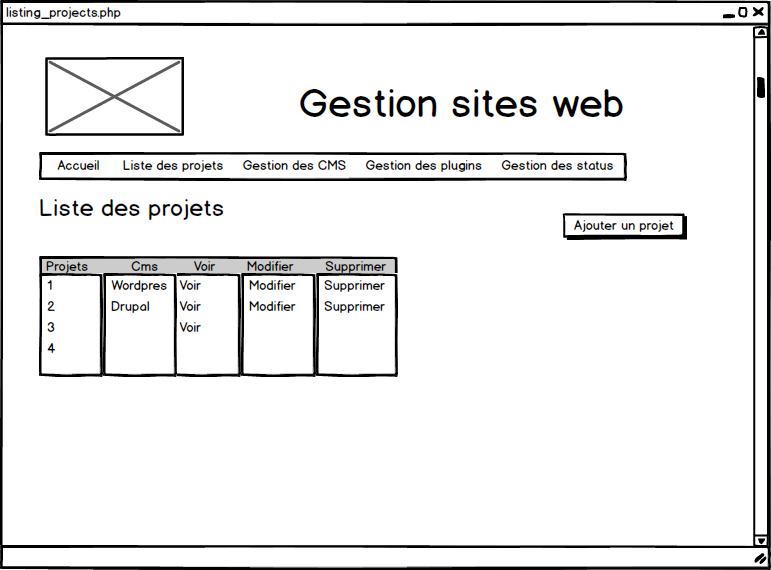 listing_projects.php
Gestion sites web
Accueil Liste des projets Gestion des CMS Gestion des plugins Gestion des status
Liste des projets
Ajouter un projet
Projets Cms Voir Modifier Supprimer
1 Wordpres Voir Modifier Supprimer
2 Drupal Voir Modifier Supprimer
3 Voir
4